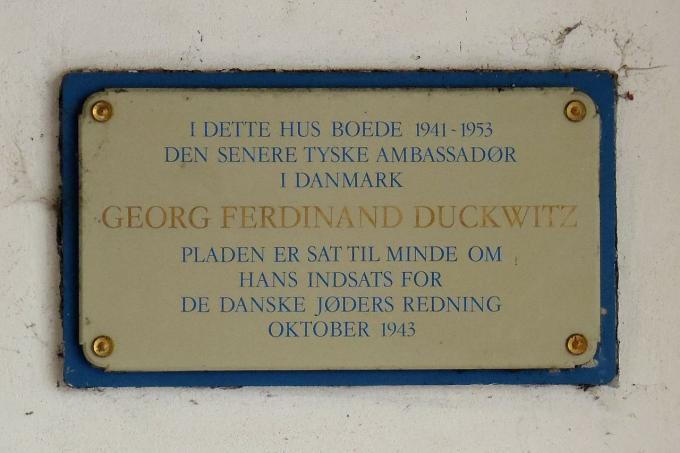 I DETTE HUS BOEDE 1941-1953
DEN SENERE TYSKE AMBASSADØR
I DANMARK
GEORG FERDINAND DUCKWITZ
PLADEN ER SAT TIL MINDE OM
HANS INDSATS FOR
DE DANSKE JØDERS REDNING
OKTOBER 1943